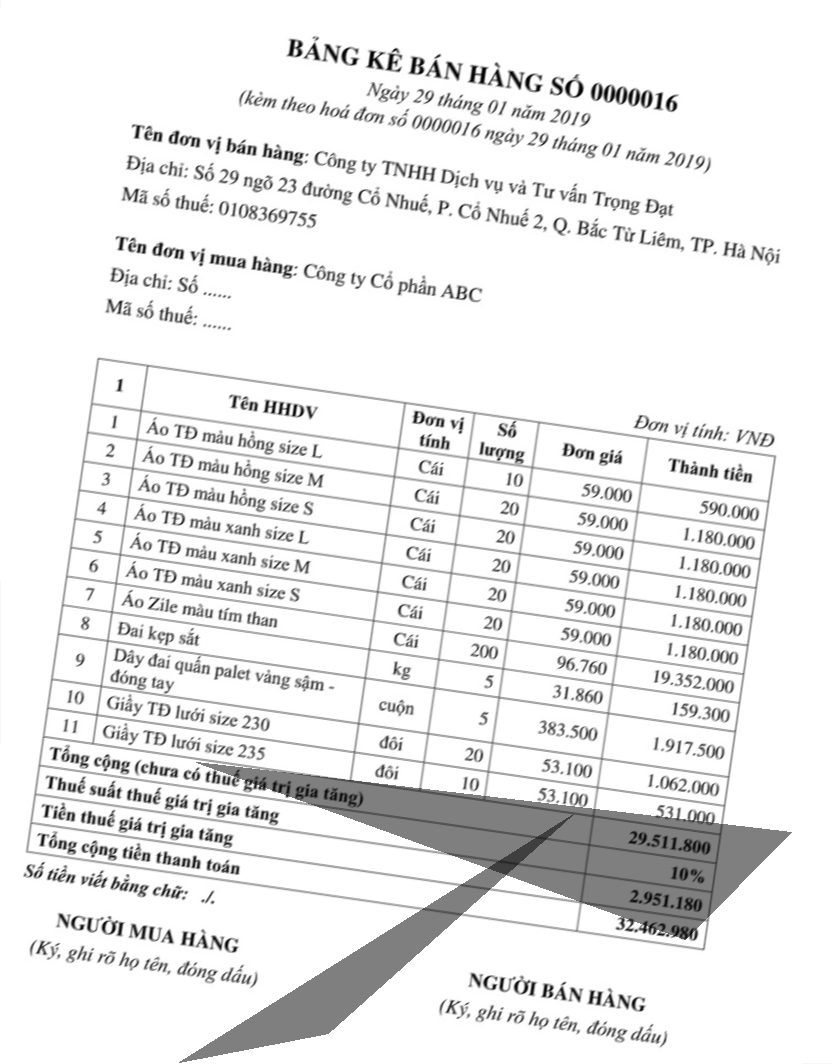 BẢNG KÊ BÁN HÀNG SỐ 0000016
Ngày 29 tháng 01 năm 2019
(kèm theo hoá đơn số 0000016 ngày 29 tháng 01 năm 2019)
Tên đơn vị bán hàng: Công ty TNHH Dịch vụ và Tư vấn Trọng Đạt
Địa chỉ: Số 29 ngõ 23 đường Cổ Nhuế, P. Cổ Nhuế 2, Q. Bắc Từ Liêm, TP. Hà Nội
Mã số thuế: 0108369755
Tên đơn vị mua hàng: Công ty Cổ phần ABC
Địa chỉ: Số ......
Mã số thuế: ......
Đơn vị tính: VNĐ
1 Tên HHDV Đơn vị tính Số lượng Đơn giá Thành tiền
1 Áo TĐ màu hồng size L Cái 10 59.000 590.000
2 Áo TĐ màu hồng size M Cái 20 59.000 1.180.000
3 Áo TĐ màu hồng size S Cái 20 59.000 1.180.000
4 Áo TĐ màu xanh size L Cái 20 59.000 1.180.000
5 Áo TĐ màu xanh size M Cái 20 59.000 1.180.000
6 Áo TĐ màu xanh size S Cái 20 59.000 1.180.000
7 Áo Zile màu tím than Cái 200 96.760 19.352.000
8 Đai kẹp sắt kg 5 31.860 159.300
9 Dây đai quấn palet vàng sậm - đóng tay cuộn 5 383.500 1.917.500
10 Giầy TĐ lưới size 230 đôi 20 53.100 1.062.000
11 Giầy TĐ lưới size 235 đôi 10 53.100 531.000
Tổng cộng (chưa có thuế giá trị gia tăng) 29.511.800
Thuế suất thuế giá trị gia tăng 10%
Tiền thuế giá trị gia tăng 2.951.180
Tổng cộng tiền thanh toán 32.462.980
Số tiền viết bằng chữ: ./.
NGƯỜI MUA HÀNG
(Ký, ghi rõ họ tên, đóng dấu)
NGƯỜI BÁN HÀNG
(Ký, ghi rõ họ tên, đóng dấu)